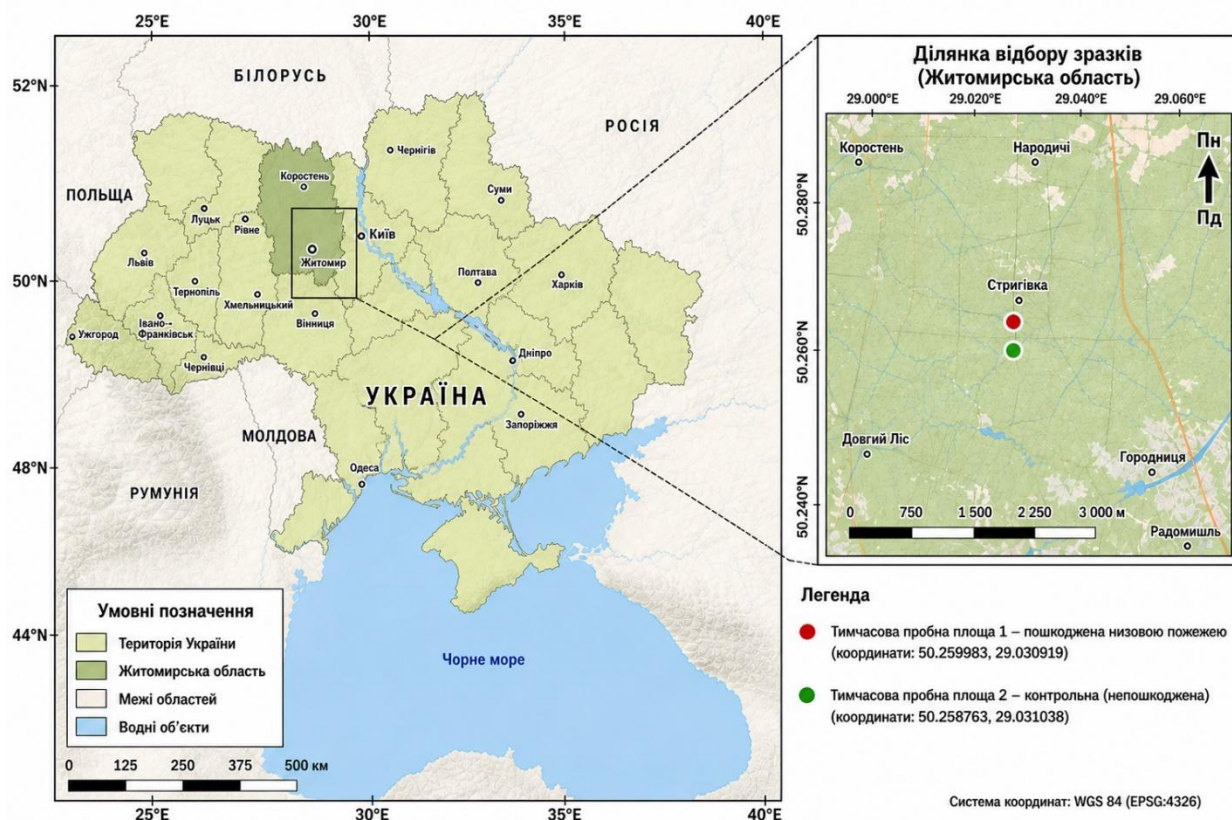 25°E
30°E
35°E
40°E
52°N
50°N
48°N
46°N
44°N
25°E
30°E
35°E
40°E
БІЛОРУСЬ
РОСІЯ
ПОЛЬЩА
Чернігів
Коростень
Суми
Луцьк
Рівне
Київ
Львів
Житомир
Полтава
Харків
Тернопіль
Хмельницький
Івано-
Франківськ
Вінниця
Ужгород
Чернівці
Дніпро
УКРАЇНА
Запоріжжя
МОЛДОВА
Одеса
РУМУНІЯ
Чорне море
Умовні позначення
Територія України
Житомирська область
Межі областей
Водні об’єкти
0 125 250 375 500 км
Ділянка відбору зразків
(Житомирська область)
29.000°E
29.020°E
29.040°E
29.060°E
50.280°N
50.260°N
50.240°N
Коростень
Народичі
Пн
Пд
Стригівка
Довгий Ліс
Городниця
0 750 1 500 2 250 3 000 м
Радомишль
Легенда
Тимчасова пробна площа 1 – пошкоджена низовою пожежею
(координати: 50.259983, 29.030919)
Тимчасова пробна площа 2 – контрольна (непошкоджена)
(координати: 50.258763, 29.031038)
Система координат: WGS 84 (EPSG:4326)